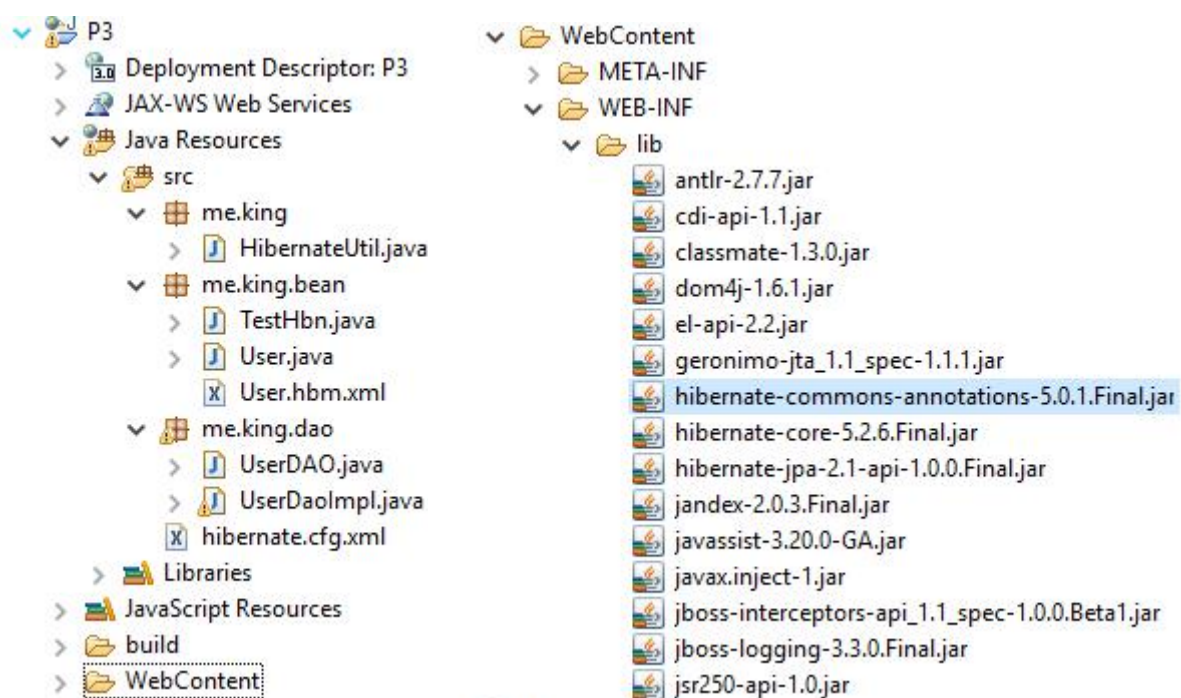 P3
Deployment Descriptor: P3
JAX-WS Web Services
Java Resources
src
me.king
HibernateUtil.java
me.king.bean
TestHbn.java
User.java
User.hbm.xml
me.king.dao
UserDAO.java
UserDaoImpl.java
hibernate.cfg.xml
Libraries
JavaScript Resources
build
WebContent
WebContent
META-INF
WEB-INF
lib
antlr-2.7.7.jar
cdi-api-1.1.jar
classmate-1.3.0.jar
dom4j-1.6.1.jar
el-api-2.2.jar
geronimo-jta_1.1_spec-1.1.1.jar
hibernate-commons-annotations-5.0.1.Final.jar
hibernate-core-5.2.6.Final.jar
hibernate-jpa-2.1-api-1.0.0.Final.jar
jandex-2.0.3.Final.jar
javassist-3.20.0-GA.jar
javax.inject-1.jar
jboss-interceptors-api_1.1_spec-1.0.0.Beta1.jar
jboss-logging-3.3.0.Final.jar
jsr250-api-1.0.jar